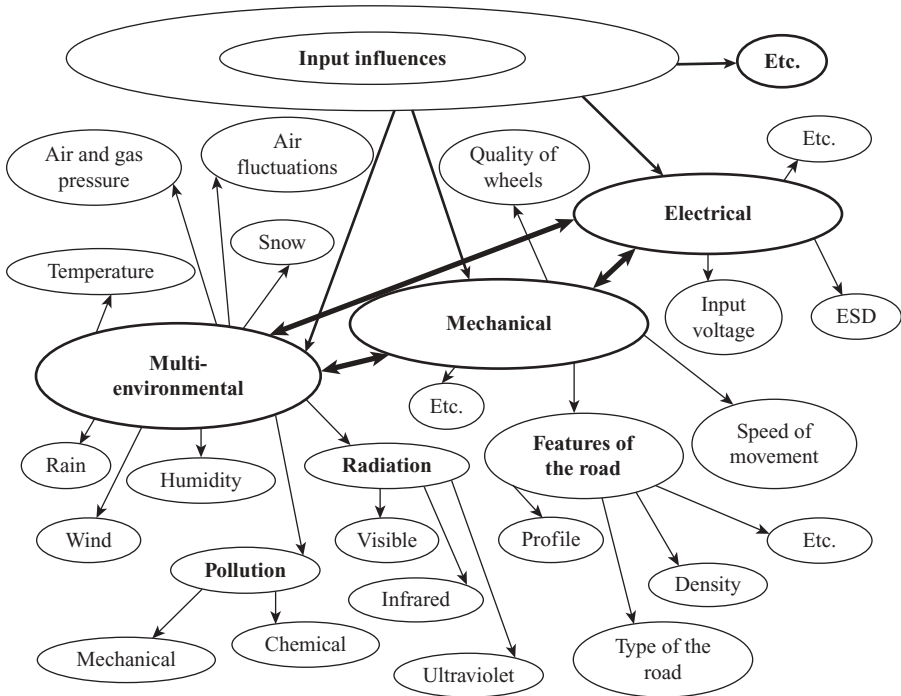 Input influences
Etc.
Air and gas
pressure
Air
fluctuations
Quality of
wheels
Etc.
Electrical
Snow
Temperature
Input
voltage
ESD
Mechanical
Multi-
environmental
Etc.
Rain
Humidity
Radiation
Features of
the road
Speed of
movement
Wind
Visible
Profile
Etc.
Pollution
Infrared
Density
Mechanical
Chemical
Ultraviolet
Type of the
road